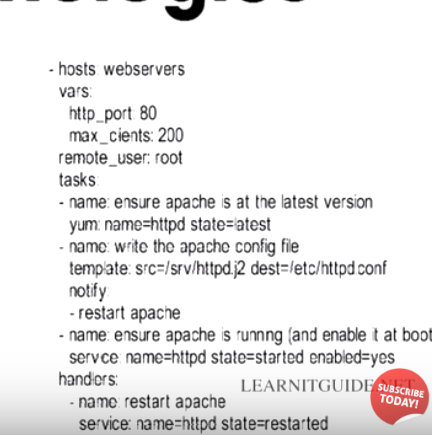 - hosts: webservers
vars:
http_port: 80
max_cients: 200
remote_user: root
tasks:
- name: ensure apache is at the latest version
yum: name=httpd state=latest
- name: write the apache config file
template: src=/srv/httpd.j2 dest=/etc/httpd.conf
notify:
- restart apache
- name: ensure apache is running (and enable it at boot
service: name=httpd state=started enabled=yes
handlers:
LEARNITGUIDE.NET
SUBSCRIBE
TODAY!
- name: restart apache
service: name=httpd state=restarted